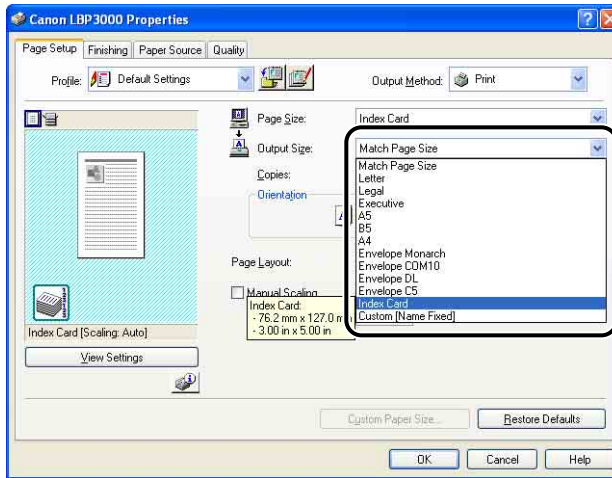 Canon LBP3000 Properties
Page Setup Finishing Paper Source Quality
Profile: Default Settings Output Method: Print
Page Size: Index Card
Output Size: Match Page Size
Match Page Size
Letter
Legal
Executive
A5
B5
A4
Envelope Monarch
Envelope COM10
Envelope DL
Envelope C5
Index Card
Custom [Name Fixed]
Copies:
Orientation
A
Page Layout:
Manual Scaling
Index Card:
- 76.2 mm x 127.0 m
- 3.00 in x 5.00 in
Index Card [Scaling: Auto]
View Settings
Custom Paper Size... Restore Defaults
OK Cancel Help